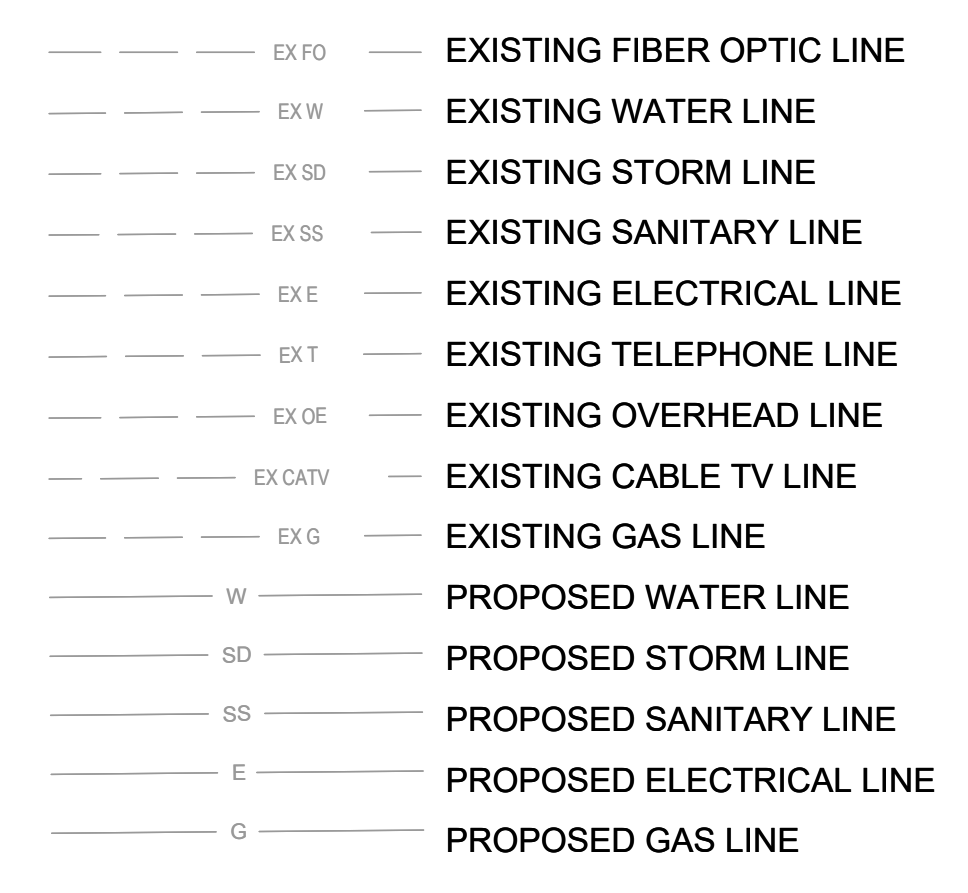 EX FO EXISTING FIBER OPTIC LINE
EX W EXISTING WATER LINE
EX SD EXISTING STORM LINE
EX SS EXISTING SANITARY LINE
EX E EXISTING ELECTRICAL LINE
EX T EXISTING TELEPHONE LINE
EX OE EXISTING OVERHEAD LINE
EX CATV EXISTING CABLE TV LINE
EX G EXISTING GAS LINE
W PROPOSED WATER LINE
SD PROPOSED STORM LINE
SS PROPOSED SANITARY LINE
E PROPOSED ELECTRICAL LINE
G PROPOSED GAS LINE